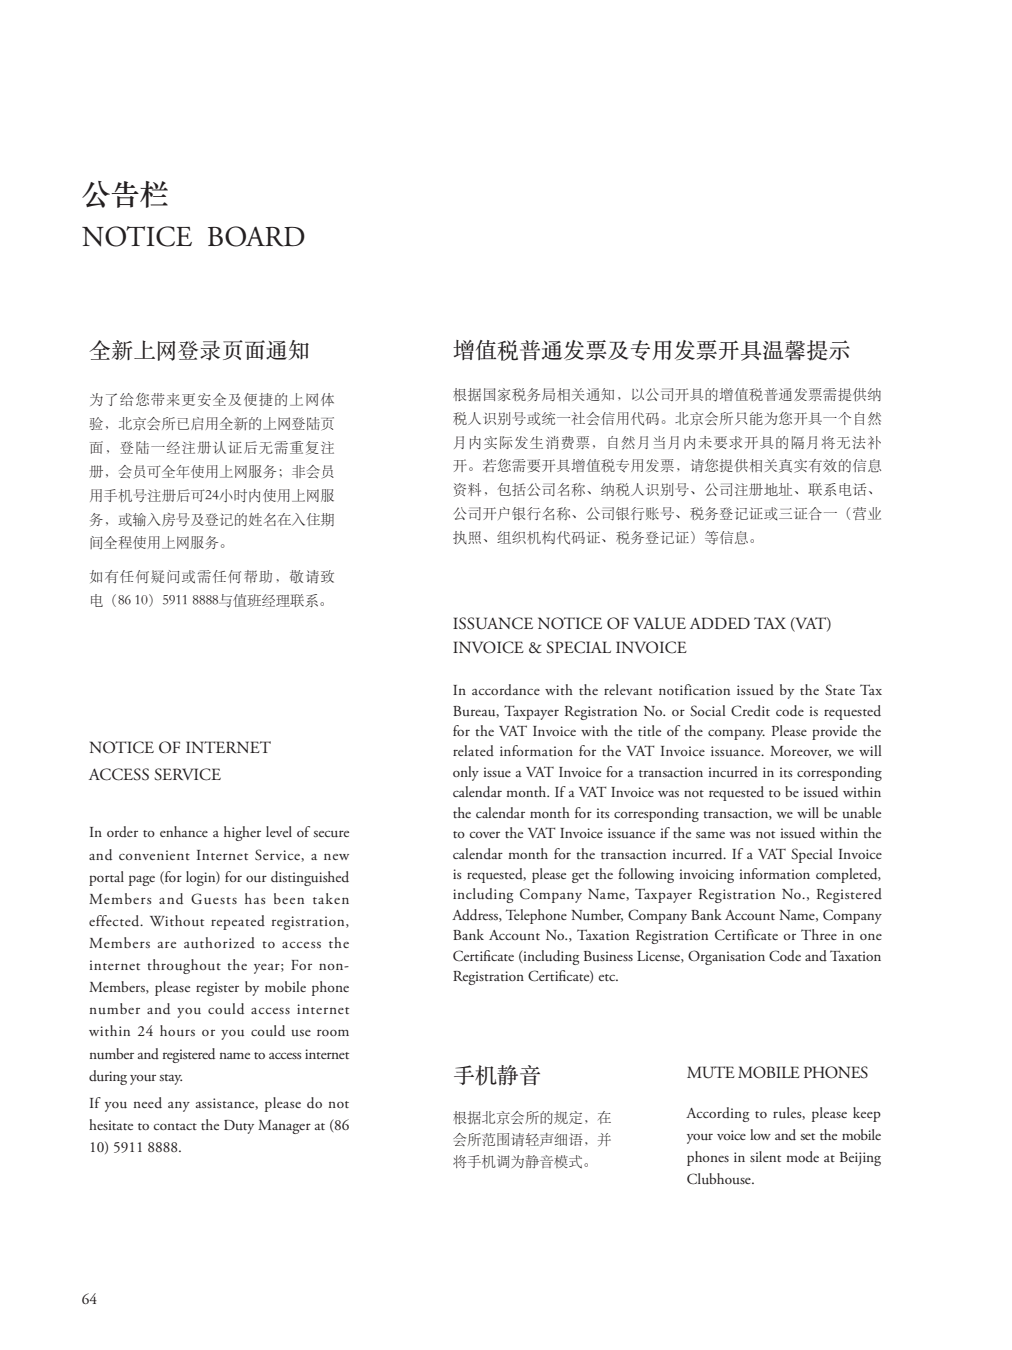 公告栏
NOTICE BOARD
全新上网登录页面通知
为了给您带来更安全及便捷的上网体
验，北京会所已启用全新的上网登陆页
面，登陆一经注册认证后无需重复注
册，会员可全年使用上网服务；非会员
用手机号注册后可24小时内使用上网服
务，或输入房号及登记的姓名在入住期
间全程使用上网服务。
如有任何疑问或需任何帮助，敬请致
电（86 10）5911 8888与值班经理联系。
NOTICE OF INTERNET
ACCESS SERVICE
In order to enhance a higher level of secure
and convenient Internet Service, a new
portal page (for login) for our distinguished
Members and Guests has been taken
effected. Without repeated registration,
Members are authorized to access the
internet throughout the year; For non-
Members, please register by mobile phone
number and you could access internet
within 24 hours or you could use room
number and registered name to access internet
during your stay.
If you need any assistance, please do not
hesitate to contact the Duty Manager at (86
10) 5911 8888.
增值税普通发票及专用发票开具温馨提示
根据国家税务局相关通知，以公司开具的增值税普通发票需提供纳
税人识别号或统一社会信用代码。北京会所只能为您开具一个自然
月内实际发生消费票，自然月当月内未要求开具的隔月将无法补
开。若您需要开具增值税专用发票，请您提供相关真实有效的信息
资料，包括公司名称、纳税人识别号、公司注册地址、联系电话、
公司开户银行名称、公司银行账号、税务登记证或三证合一（营业
执照、组织机构代码证、税务登记证）等信息。
ISSUANCE NOTICE OF VALUE ADDED TAX (VAT)
INVOICE & SPECIAL INVOICE
In accordance with the relevant notification issued by the State Tax
Bureau, Taxpayer Registration No. or Social Credit code is requested
for the VAT Invoice with the title of the company. Please provide the
related information for the VAT Invoice issuance. Moreover, we will
only issue a VAT Invoice for a transaction incurred in its corresponding
calendar month. If a VAT Invoice was not requested to be issued within
the calendar month for its corresponding transaction, we will be unable
to cover the VAT Invoice issuance if the same was not issued within the
calendar month for the transaction incurred. If a VAT Special Invoice
is requested, please get the following invoicing information completed,
including Company Name, Taxpayer Registration No., Registered
Address, Telephone Number, Company Bank Account Name, Company
Bank Account No., Taxation Registration Certificate or Three in one
Certificate (including Business License, Organisation Code and Taxation
Registration Certificate) etc.
手机静音
根据北京会所的规定，在
会所范围请轻声细语，并
将手机调为静音模式。
MUTE MOBILE PHONES
According to rules, please keep
your voice low and set the mobile
phones in silent mode at Beijing
Clubhouse.
64